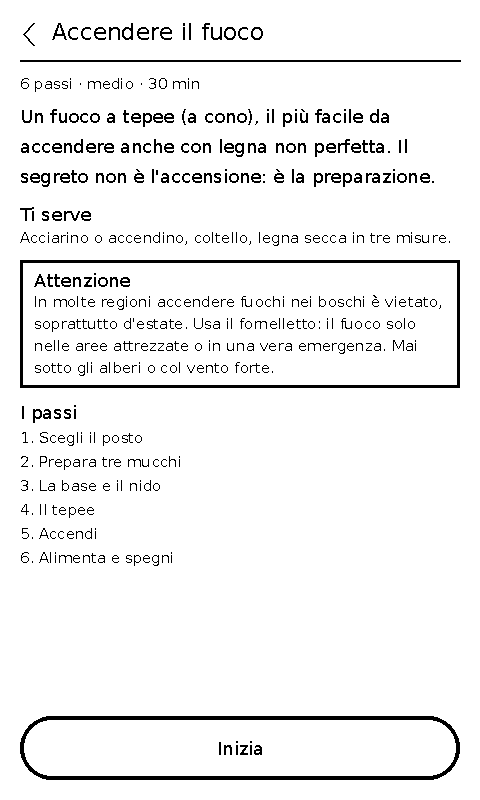 Accendere il fuoco
6 passi · medio · 30 min
Un fuoco a tepee (a cono), il più facile da
accendere anche con legna non perfetta. Il
segreto non è l'accensione: è la preparazione.
Ti serve
Acciarino o accendino, coltello, legna secca in tre misure.
Attenzione
In molte regioni accendere fuochi nei boschi è vietato,
soprattutto d'estate. Usa il fornelletto: il fuoco solo
nelle aree attrezzate o in una vera emergenza. Mai
sotto gli alberi o col vento forte.
I passi
1. Scegli il posto
2. Prepara tre mucchi
3. La base e il nido
4. Il tepee
5. Accendi
6. Alimenta e spegni
Inizia